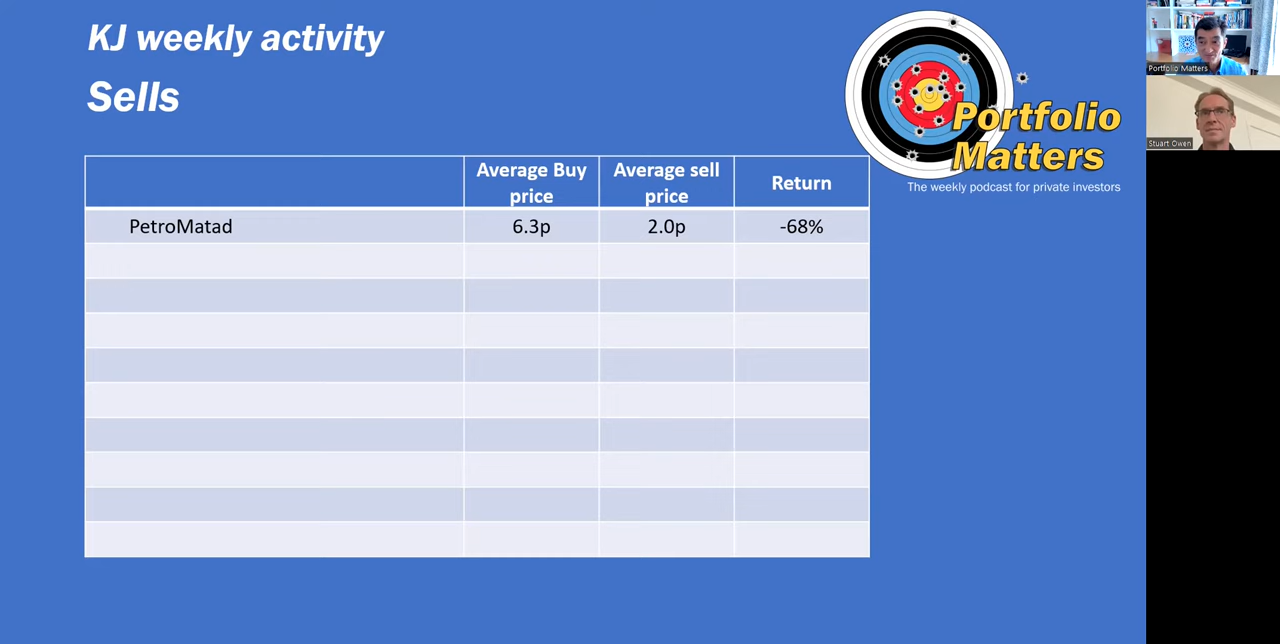 KJ weekly activity
Sells
Portfolio
Matters
The weekly podcast for private investors
Average Buy
price
Average sell
price
Return
PetroMatad
6.3p
2.0p
-68%
Portfolio Matters
Stuart Owen